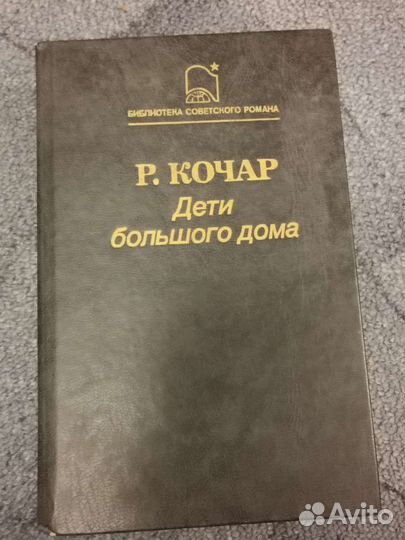 БИБЛИОТЕКА СОВЕТСКОГО РОМАНА
Р. КОЧАР
Дети
большого дома
Avito